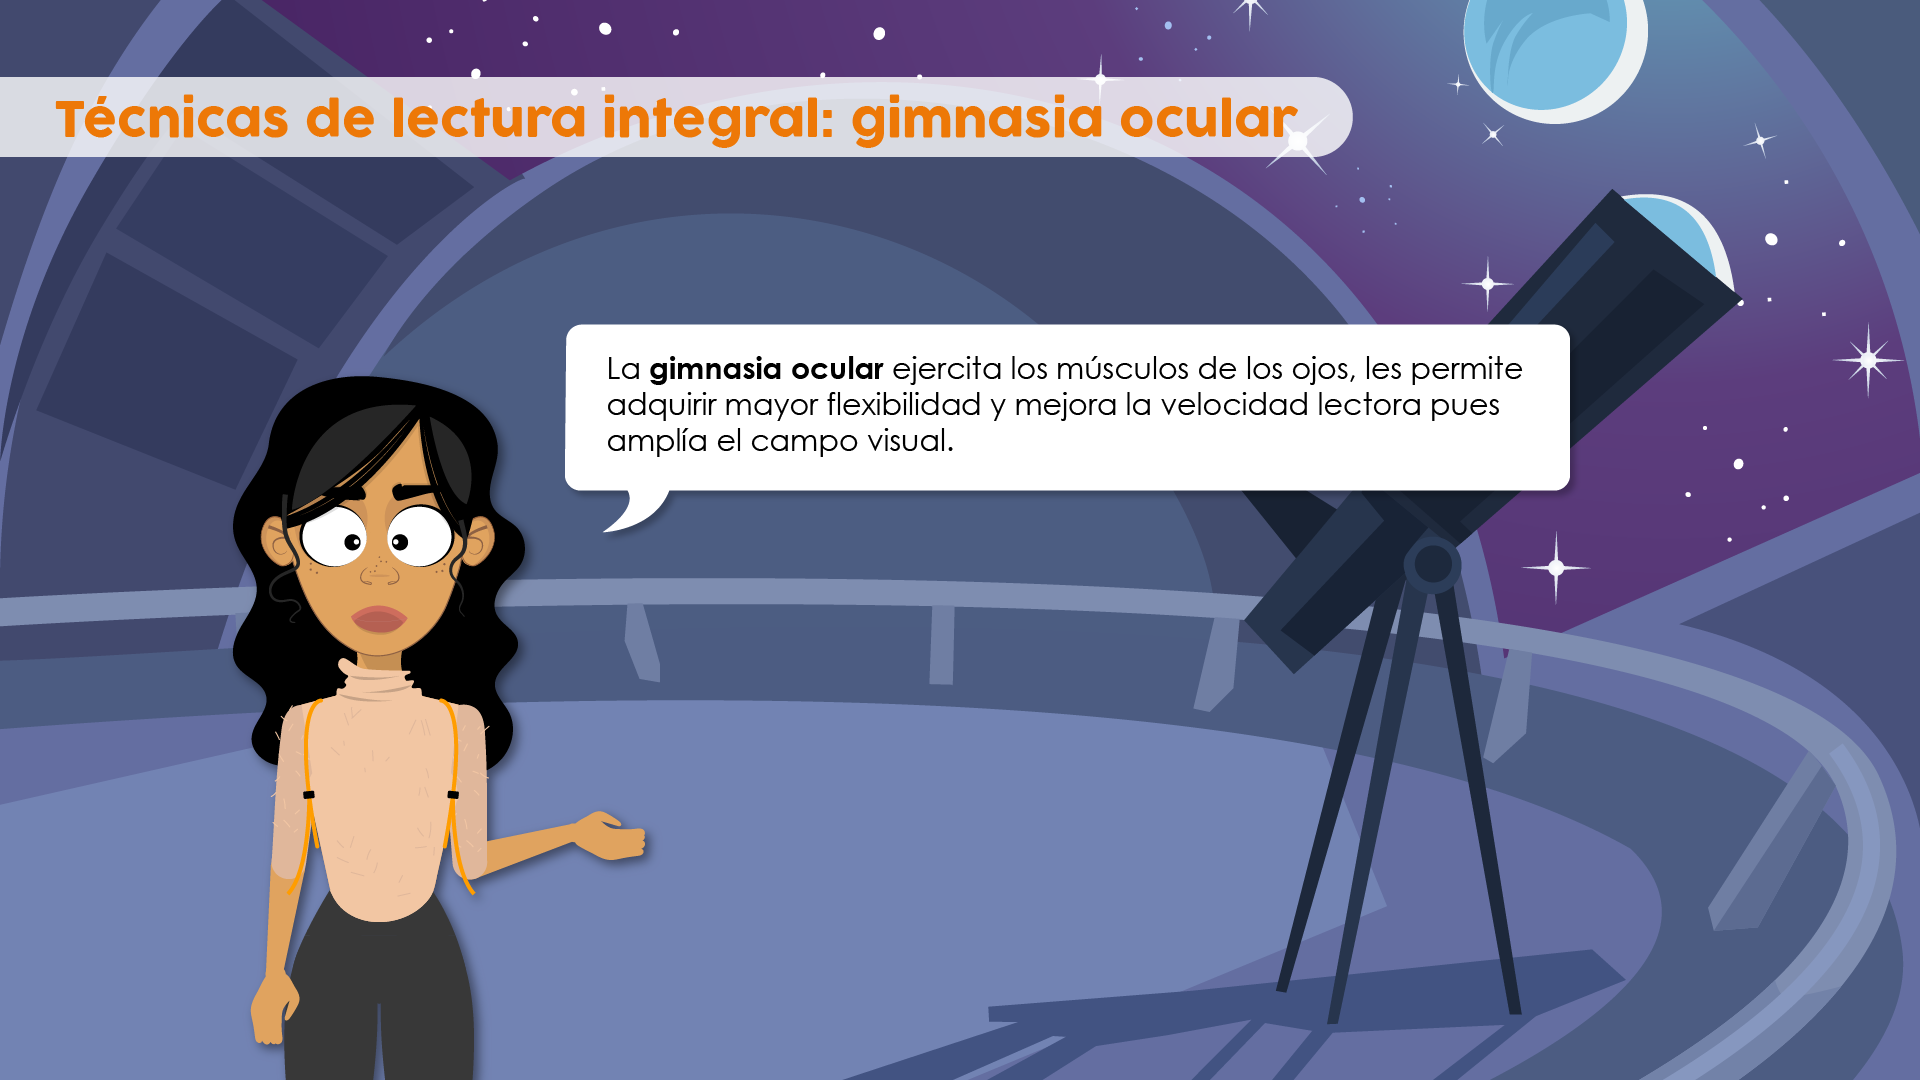 Técnicas de lectura integral: gimnasia ocular
La gimnasia ocular ejercita los músculos de los ojos, les permite
adquirir mayor flexibilidad y mejora la velocidad lectora pues
amplía el campo visual.